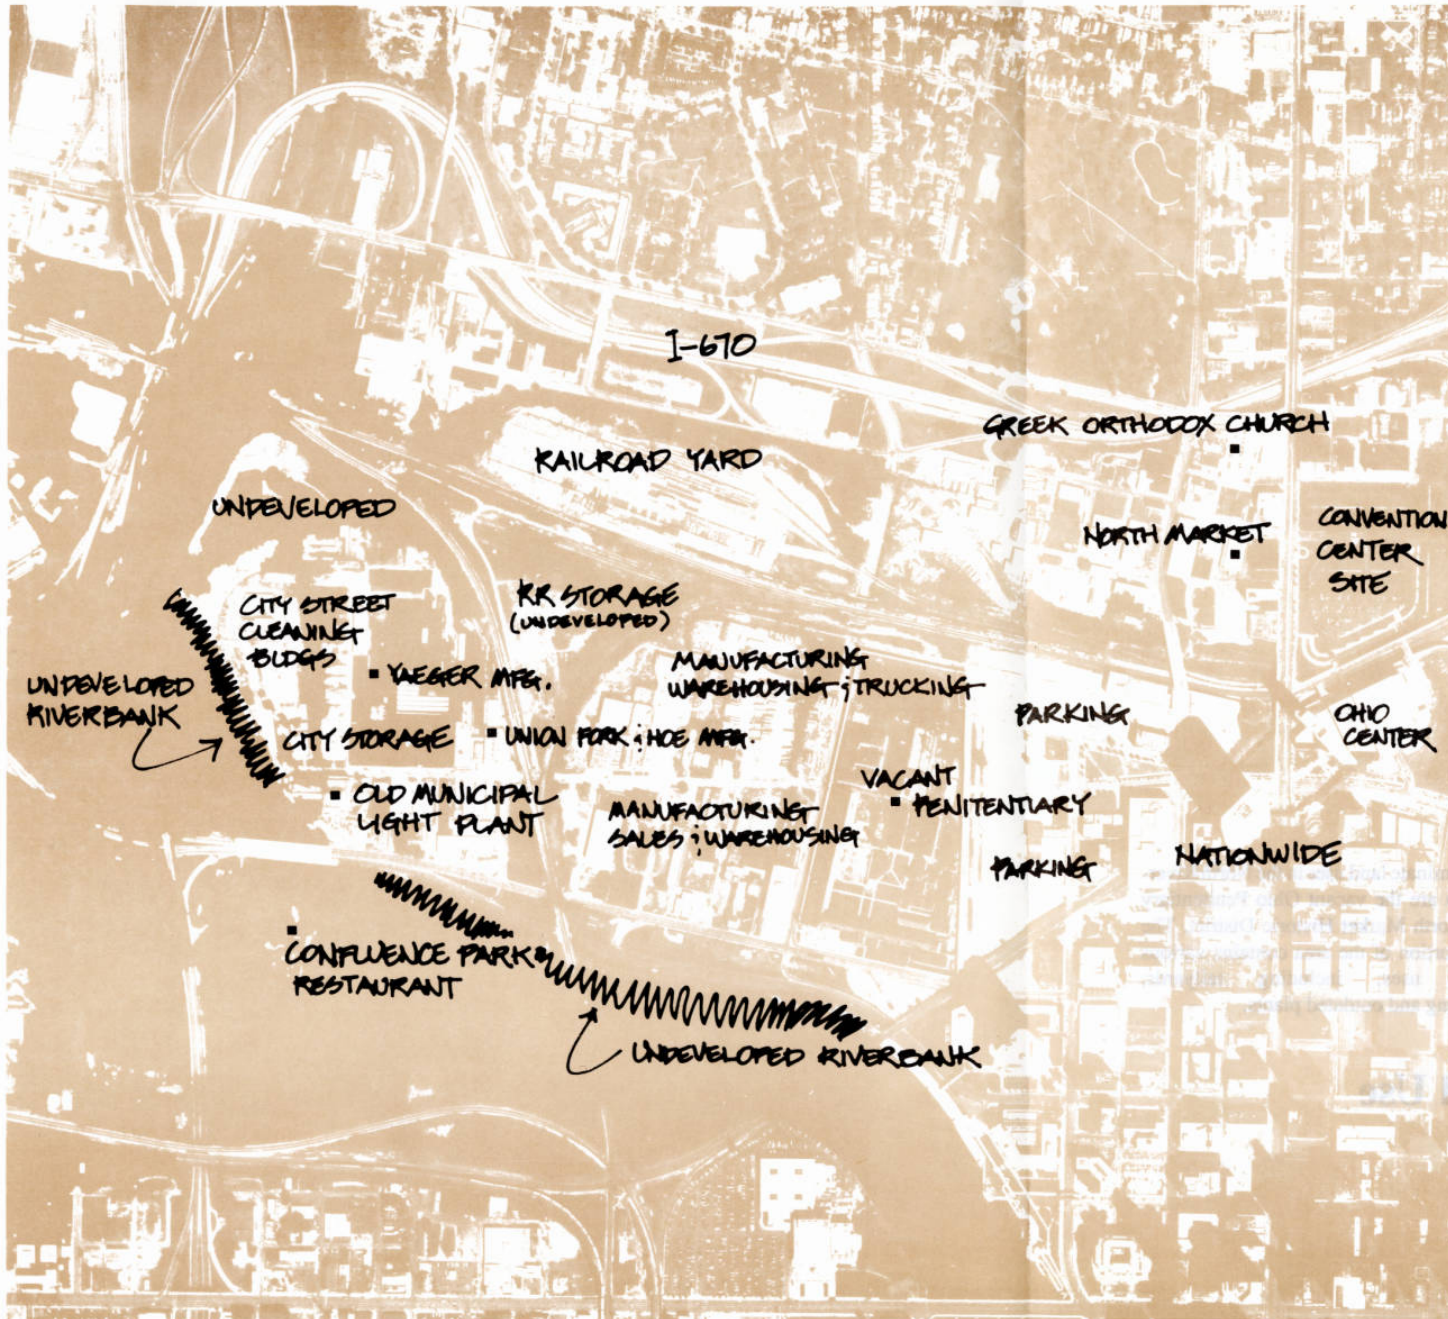 I-670
GREEK ORTHODOX CHURCH
RAILROAD YARD
UNDEVELOPED
NORTH MARKET
CONVENTION
CENTER
SITE
CITY STREET
CLEANING
BLDGS
RR STORAGE
(UNDEVELOPED)
YAEGER MFG.
MANUFACTURING
WAREHOUSING & TRUCKING
UNDEVELOPED
RIVERBANK
PARKING
OHIO
CENTER
CITY STORAGE
UNION FORK & HOE MFG.
VACANT
PENITENTIARY
OLD MUNICIPAL
LIGHT PLANT
MANUFACTURING
SALES & WAREHOUSING
PARKING
NATIONWIDE
CONFLUENCE PARK
RESTAURANT
UNDEVELOPED RIVERBANK